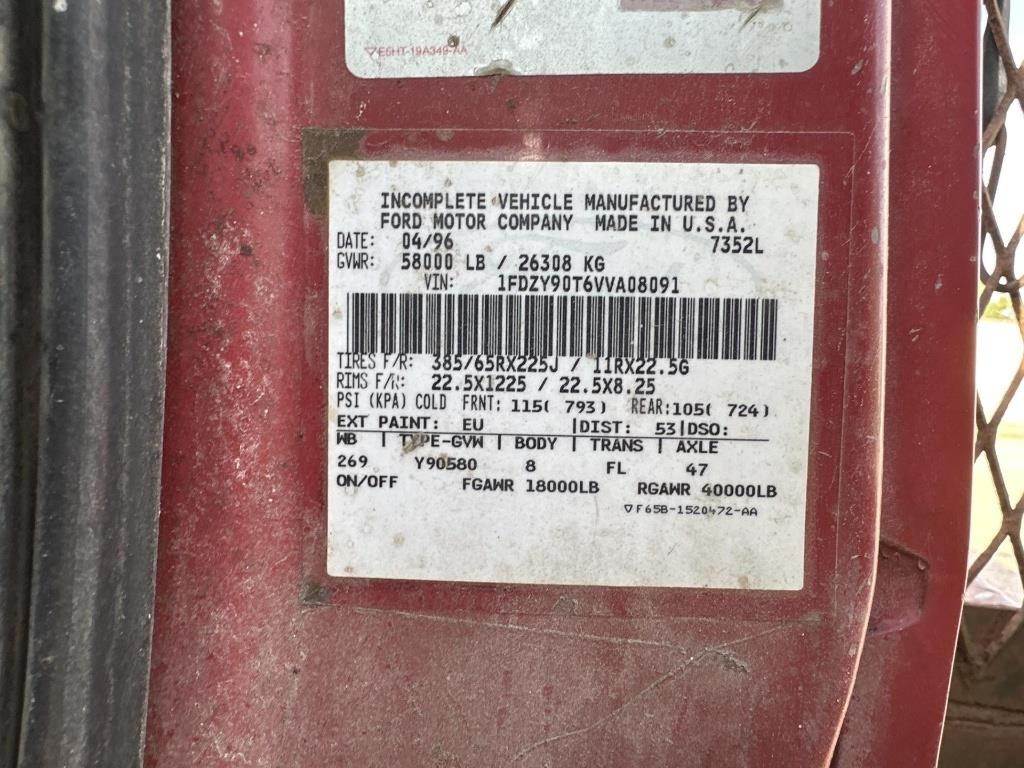 ▽E6HT-19A349-AA
INCOMPLETE VEHICLE MANUFACTURED BY
FORD MOTOR COMPANY MADE IN U.S.A.
DATE: 04/96 7352L
GVWR: 58000 LB / 26308 KG
VIN: 1FDZY90T6VVA08091
TIRES F/R: 385/65RX225J / 11RX22.5G
RIMS F/R: 22.5X1225 / 22.5X8.25
PSI (KPA) COLD FRNT: 115( 793) REAR:105( 724)
EXT PAINT: EU |DIST: 53|DSO:
WB | TYPE-GVW | BODY | TRANS | AXLE
269 Y90580 8 FL 47
ON/OFF FGAWR 18000LB RGAWR 40000LB
▽F65B-1520472-AA